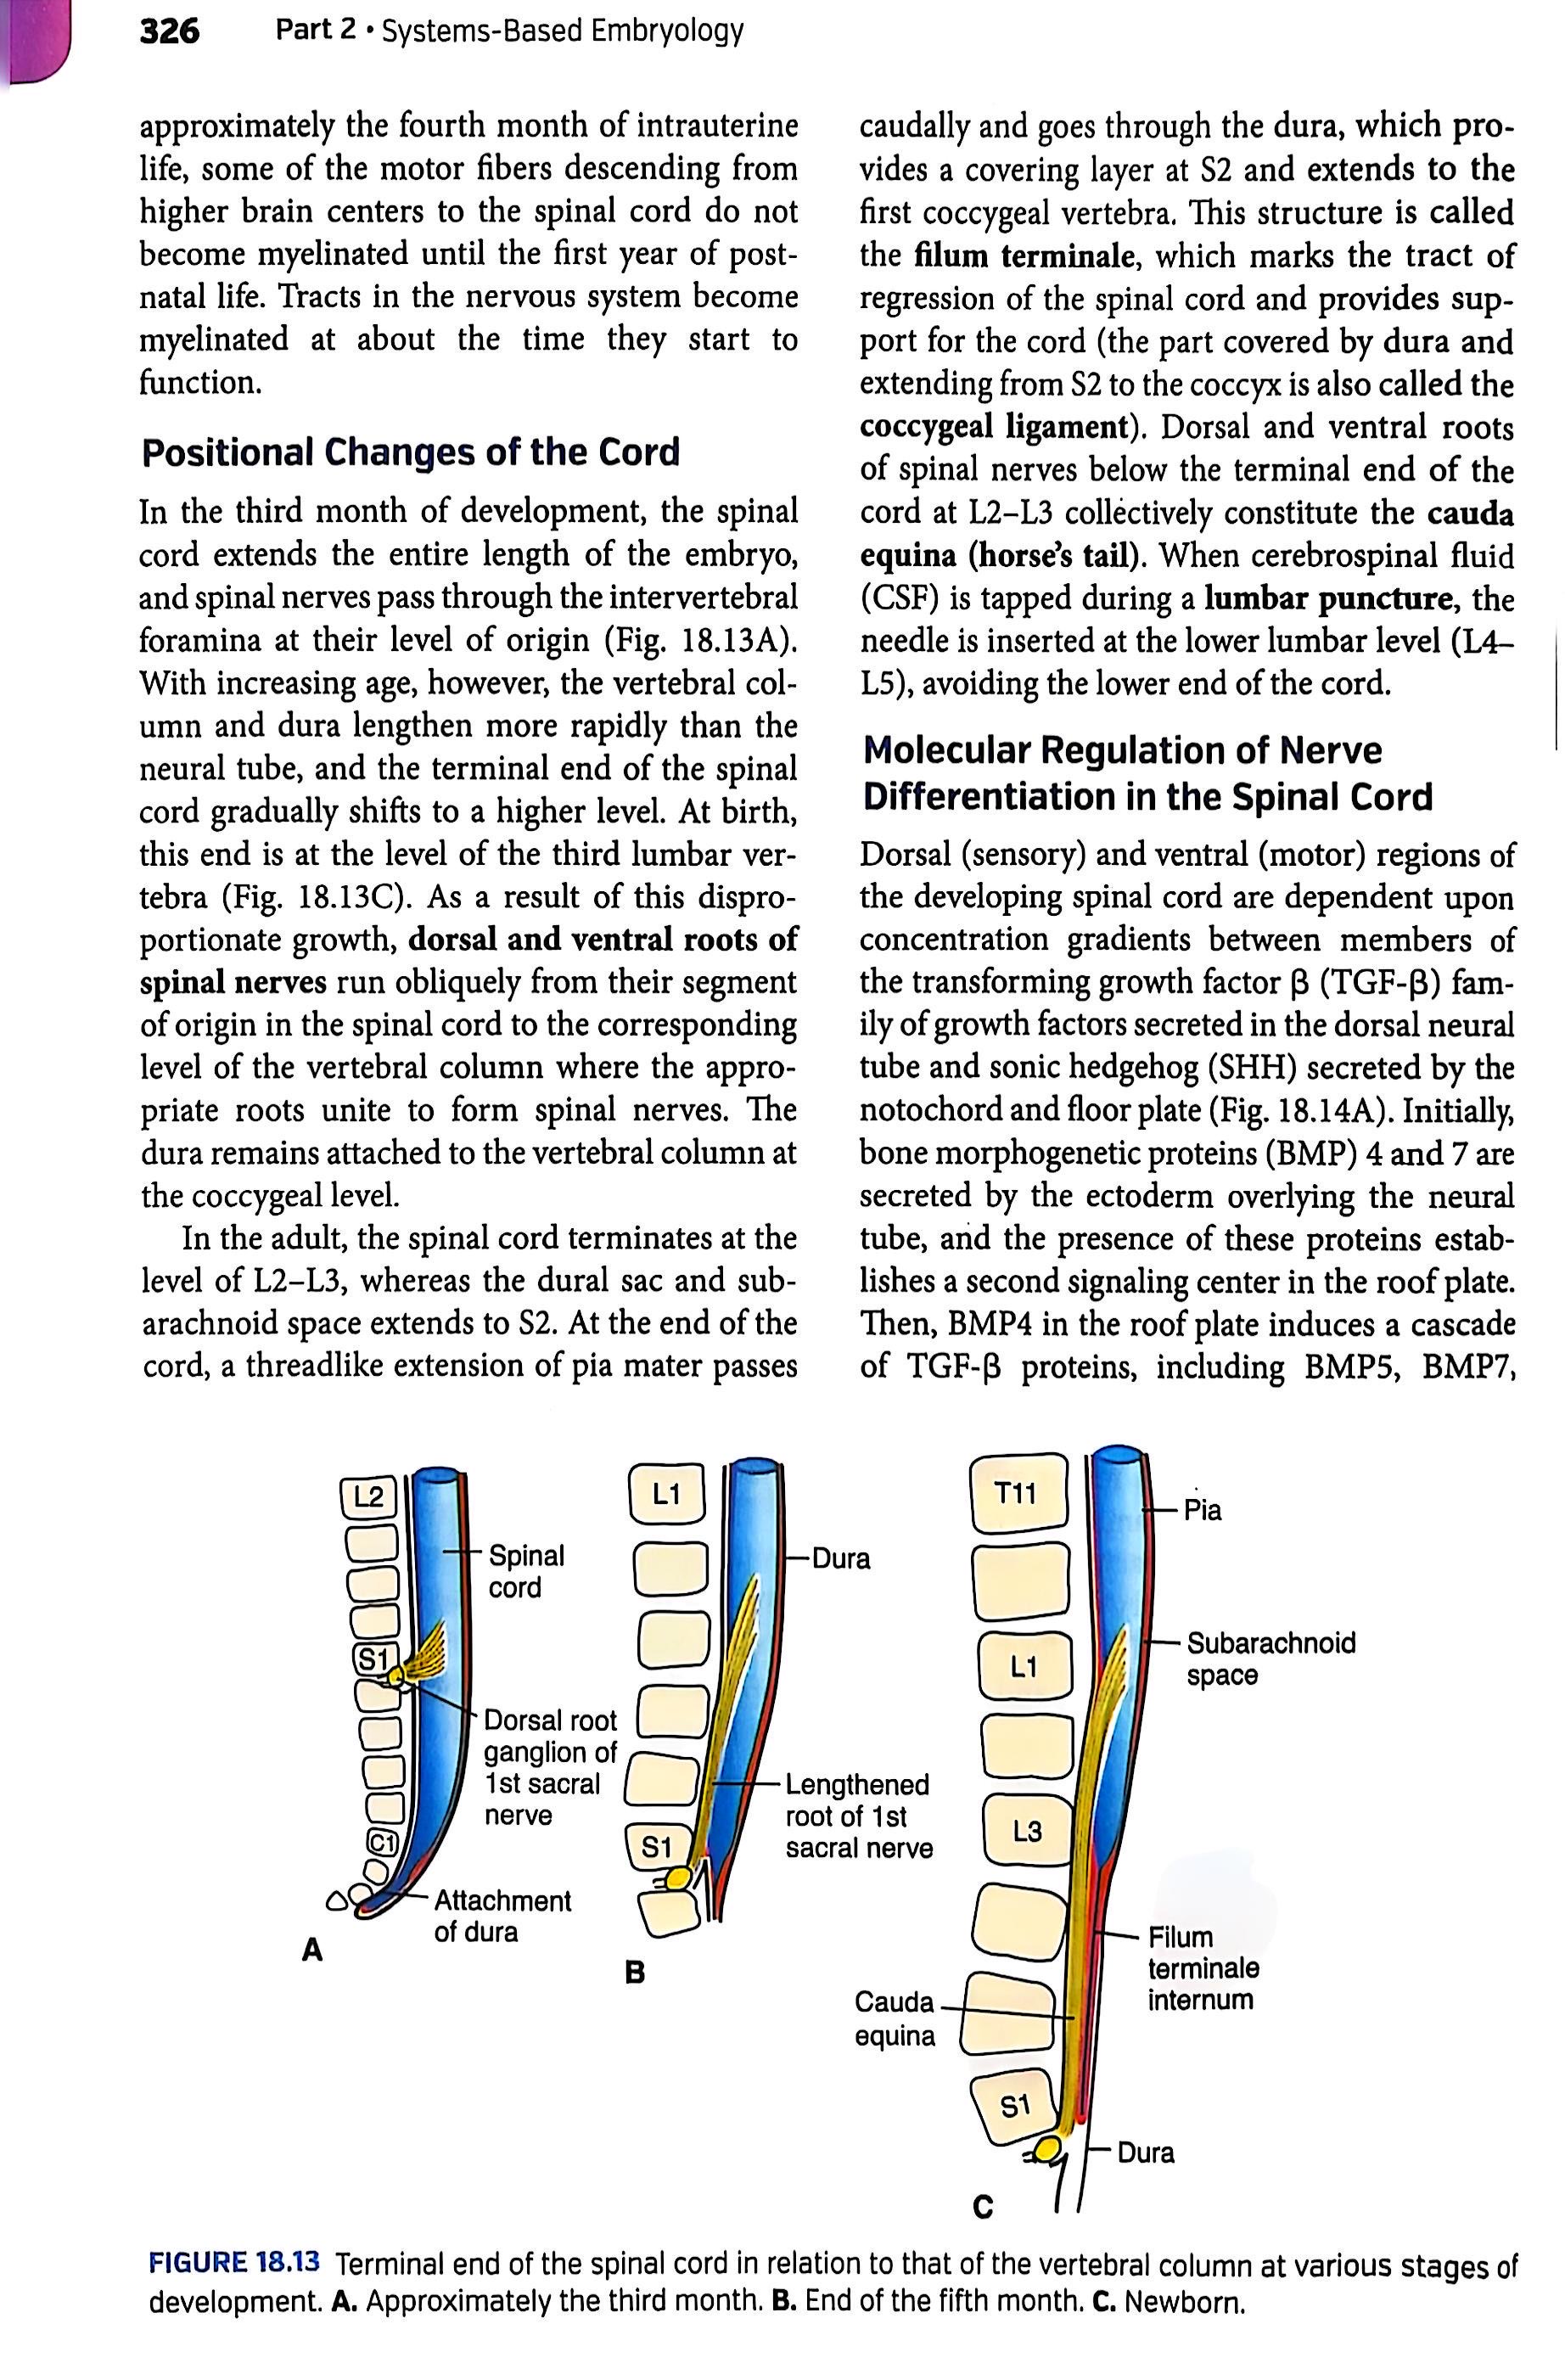 326 Part 2 • Systems-Based Embryology
approximately the fourth month of intrauterine
life, some of the motor fibers descending from
higher brain centers to the spinal cord do not
become myelinated until the first year of post-
natal life. Tracts in the nervous system become
myelinated at about the time they start to
function.
Positional Changes of the Cord
In the third month of development, the spinal
cord extends the entire length of the embryo,
and spinal nerves pass through the intervertebral
foramina at their level of origin (Fig. 18.13A).
With increasing age, however, the vertebral col-
umn and dura lengthen more rapidly than the
neural tube, and the terminal end of the spinal
cord gradually shifts to a higher level. At birth,
this end is at the level of the third lumbar ver-
tebra (Fig. 18.13C). As a result of this dispro-
portionate growth, dorsal and ventral roots of
spinal nerves run obliquely from their segment
of origin in the spinal cord to the corresponding
level of the vertebral column where the appro-
priate roots unite to form spinal nerves. The
dura remains attached to the vertebral column at
the coccygeal level.
In the adult, the spinal cord terminates at the
level of L2–L3, whereas the dural sac and sub-
arachnoid space extends to S2. At the end of the
cord, a threadlike extension of pia mater passes
caudally and goes through the dura, which pro-
vides a covering layer at S2 and extends to the
first coccygeal vertebra. This structure is called
the filum terminale, which marks the tract of
regression of the spinal cord and provides sup-
port for the cord (the part covered by dura and
extending from S2 to the coccyx is also called the
coccygeal ligament). Dorsal and ventral roots
of spinal nerves below the terminal end of the
cord at L2–L3 collectively constitute the cauda
equina (horse's tail). When cerebrospinal fluid
(CSF) is tapped during a lumbar puncture, the
needle is inserted at the lower lumbar level (L4–
L5), avoiding the lower end of the cord.
Molecular Regulation of Nerve
Differentiation in the Spinal Cord
Dorsal (sensory) and ventral (motor) regions of
the developing spinal cord are dependent upon
concentration gradients between members of
the transforming growth factor β (TGF-β) fam-
ily of growth factors secreted in the dorsal neural
tube and sonic hedgehog (SHH) secreted by the
notochord and floor plate (Fig. 18.14A). Initially,
bone morphogenetic proteins (BMP) 4 and 7 are
secreted by the ectoderm overlying the neural
tube, and the presence of these proteins estab-
lishes a second signaling center in the roof plate.
Then, BMP4 in the roof plate induces a cascade
of TGF-β proteins, including BMP5, BMP7,
L2
Spinal
cord
S1
Dorsal root
ganglion of
1st sacral
nerve
C1
Attachment
of dura
A
L1
Dura
Lengthened
root of 1st
sacral nerve
S1
B
T11
Pia
Subarachnoid
space
L1
L3
Filum
terminale
internum
Cauda
equina
S1
Dura
C
FIGURE 18.13 Terminal end of the spinal cord in relation to that of the vertebral column at various stages of
development. A. Approximately the third month. B. End of the fifth month. C. Newborn.